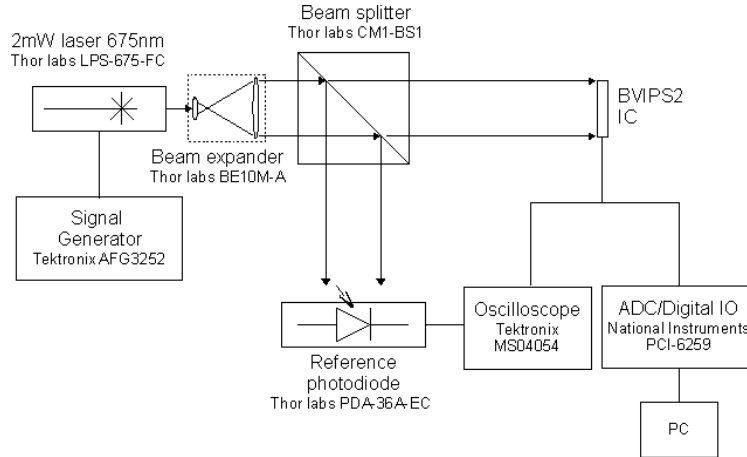 Beam splitter
Thor labs CM1-BS1
2mW laser 675nm
Thor labs LPS-675-FC
BVIPS2
IC
Beam expander
Thor labs BE10M-A
Signal
Generator
Tektronix AFG3252
Oscilloscope
Tektronix
MS04054
ADC/Digital IO
National Instruments
PCI-6259
Reference
photodiode
Thor labs PDA-36A-EC
PC